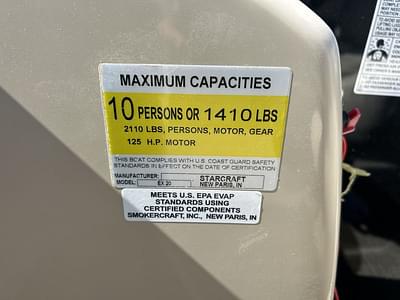 MAXIMUM CAPACITIES
10 PERSONS OR 1410 LBS
2110 LBS, PERSONS, MOTOR, GEAR
125 H.P. MOTOR
THIS BOAT COMPLIES WITH U.S. COAST GUARD SAFETY
STANDARDS IN EFFECT ON THE DATE OF CERTIFICATION
MANUFACTURER: STARCRAFT
MODEL: EX 20 NEW PARIS, IN
MEETS U.S. EPA EVAP
STANDARDS USING
CERTIFIED COMPONENTS
SMOKERCRAFT, INC., NEW PARIS, IN